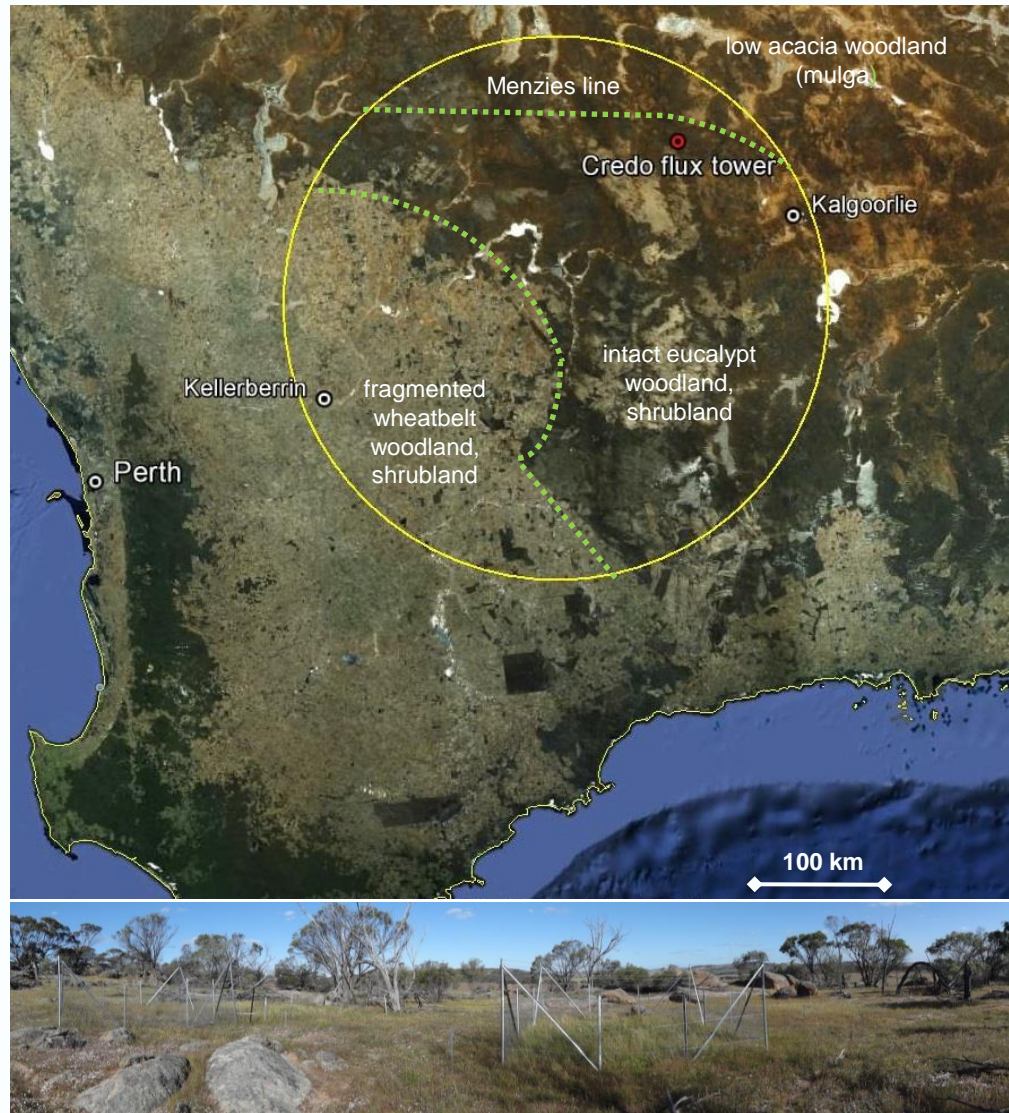 low acacia woodland
(mulga)
Menzies line
Credo flux tower
Kalgoorlie
intact eucalypt
woodland,
shrubland
Kellerberrin
fragmented
wheatbelt
woodland,
shrubland
Perth
100 km